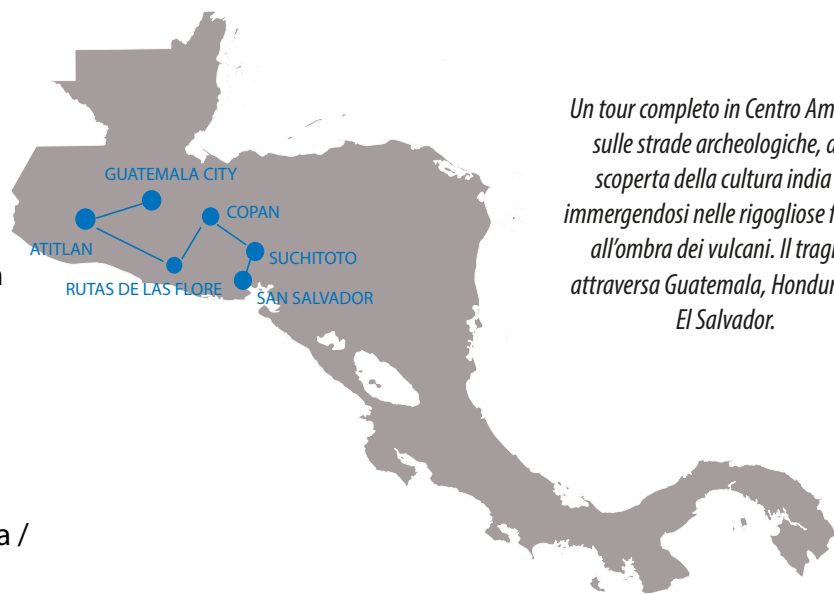 Un tour completo in Centro Am
sulle strade archeologiche, a
scoperta della cultura india
immergendosi nelle rigogliose f
all’ombra dei vulcani. Il tragi
attraversa Guatemala, Hondur
El Salvador.
GUATEMALA CITY
COPAN
ATITLAN
SUCHITOTO
RUTAS DE LAS FLORE
SAN SALVADOR
a /